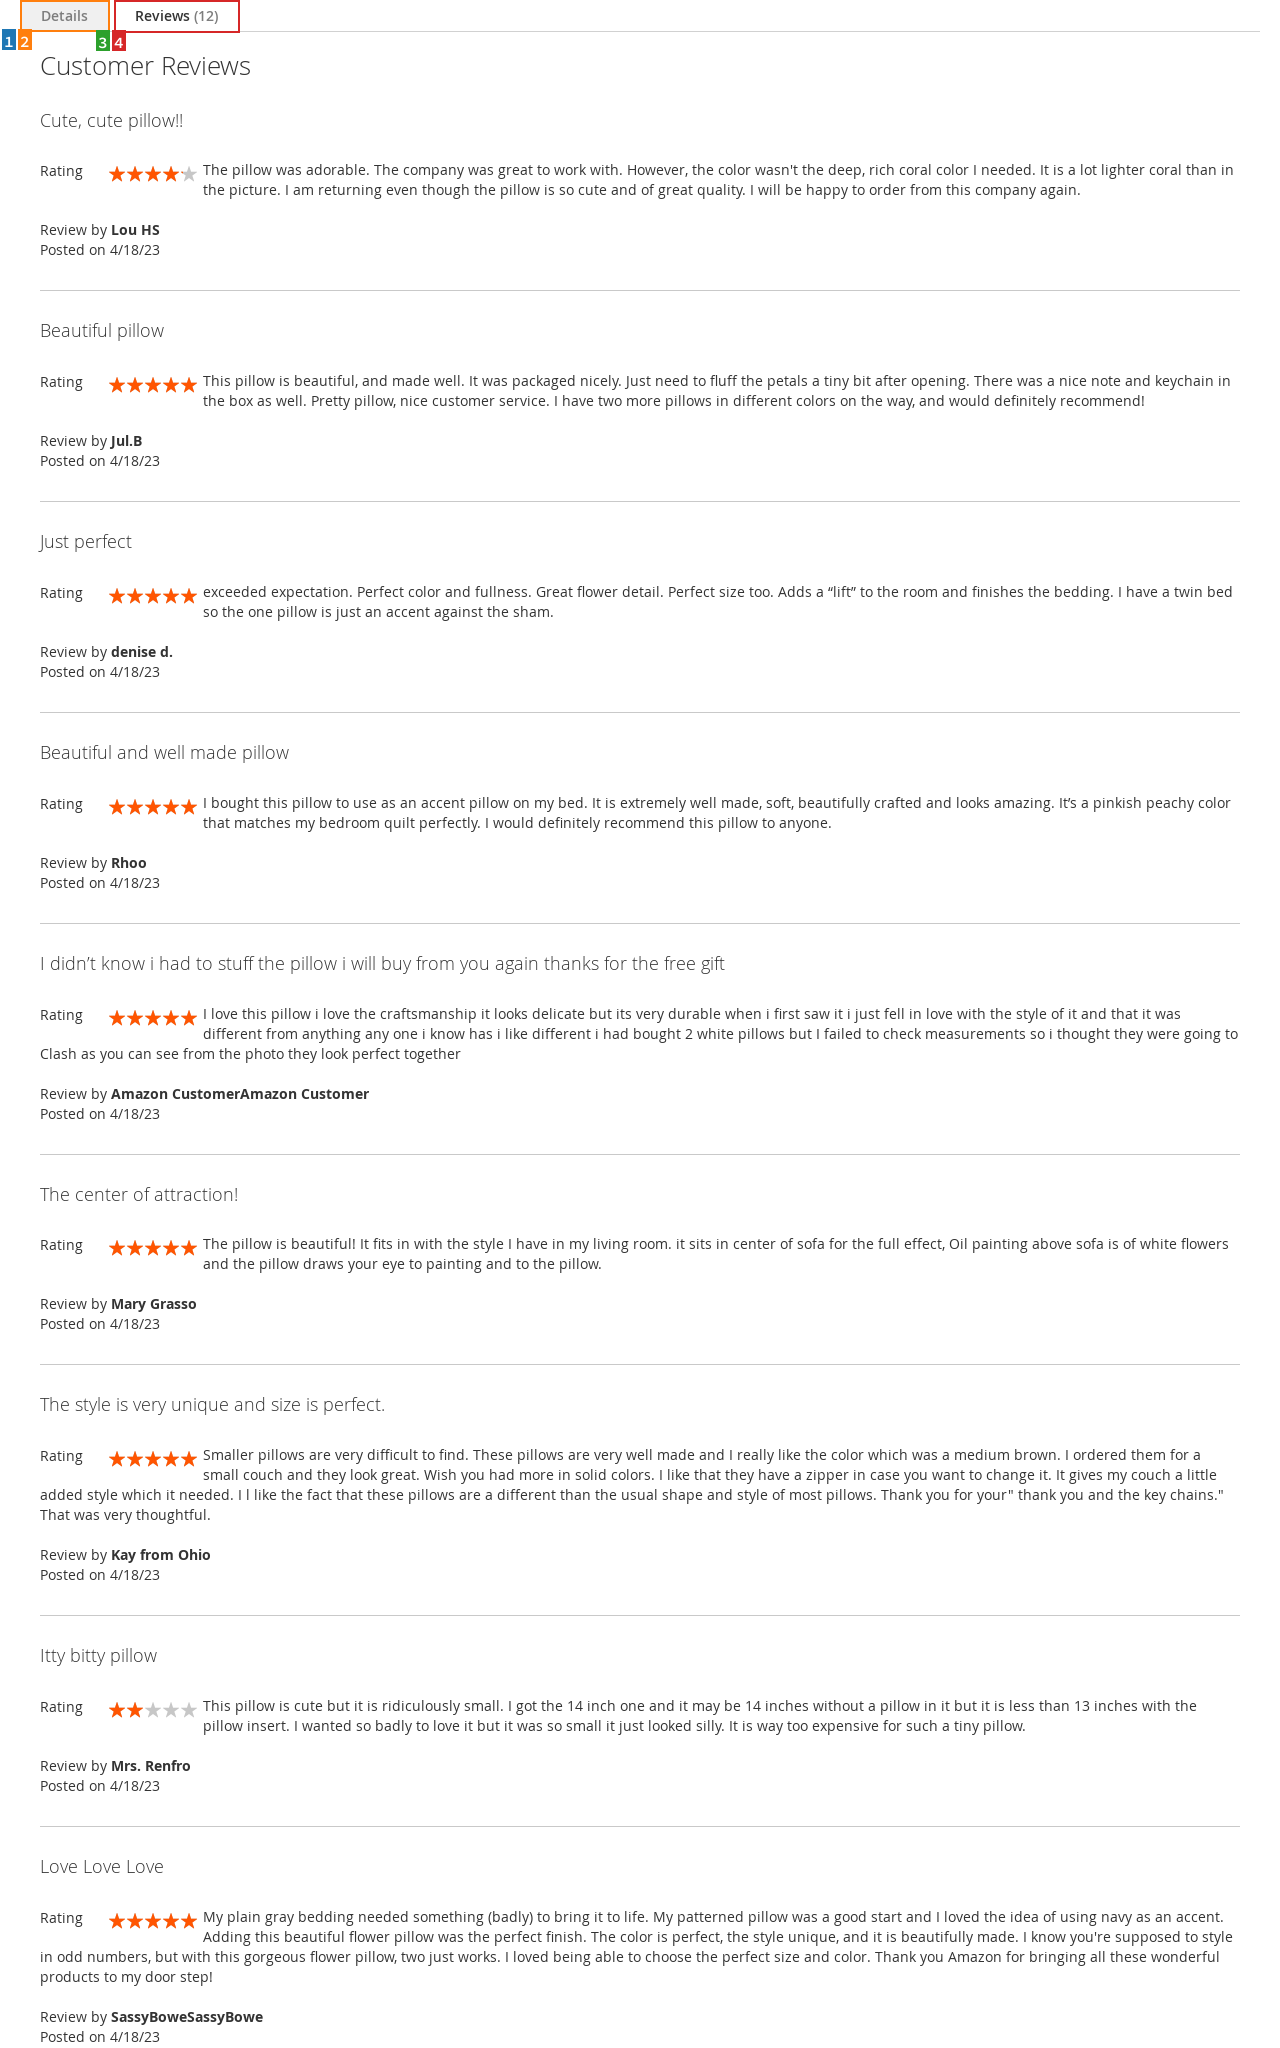 Details
Reviews (12)
1 2 3 4
Customer Reviews
Cute, cute pillow!!
Rating
The pillow was adorable. The company was great to work with. However, the color wasn't the deep, rich coral color I needed. It is a lot lighter coral than in
the picture. I am returning even though the pillow is so cute and of great quality. I will be happy to order from this company again.
Review by Lou HS
Posted on 4/18/23
Beautiful pillow
Rating
This pillow is beautiful, and made well. It was packaged nicely. Just need to fluff the petals a tiny bit after opening. There was a nice note and keychain in
the box as well. Pretty pillow, nice customer service. I have two more pillows in different colors on the way, and would definitely recommend!
Review by Jul.B
Posted on 4/18/23
Just perfect
Rating
exceeded expectation. Perfect color and fullness. Great flower detail. Perfect size too. Adds a “lift” to the room and finishes the bedding. I have a twin bed
so the one pillow is just an accent against the sham.
Review by denise d.
Posted on 4/18/23
Beautiful and well made pillow
Rating
I bought this pillow to use as an accent pillow on my bed. It is extremely well made, soft, beautifully crafted and looks amazing. It’s a pinkish peachy color
that matches my bedroom quilt perfectly. I would definitely recommend this pillow to anyone.
Review by Rhoo
Posted on 4/18/23
I didn’t know i had to stuff the pillow i will buy from you again thanks for the free gift
Rating
I love this pillow i love the craftsmanship it looks delicate but its very durable when i first saw it i just fell in love with the style of it and that it was
different from anything any one i know has i like different i had bought 2 white pillows but I failed to check measurements so i thought they were going to
Clash as you can see from the photo they look perfect together
Review by Amazon CustomerAmazon Customer
Posted on 4/18/23
The center of attraction!
Rating
The pillow is beautiful! It fits in with the style I have in my living room. it sits in center of sofa for the full effect, Oil painting above sofa is of white flowers
and the pillow draws your eye to painting and to the pillow.
Review by Mary Grasso
Posted on 4/18/23
The style is very unique and size is perfect.
Rating
Smaller pillows are very difficult to find. These pillows are very well made and I really like the color which was a medium brown. I ordered them for a
small couch and they look great. Wish you had more in solid colors. I like that they have a zipper in case you want to change it. It gives my couch a little
added style which it needed. I l like the fact that these pillows are a different than the usual shape and style of most pillows. Thank you for your" thank you and the key chains."
That was very thoughtful.
Review by Kay from Ohio
Posted on 4/18/23
Itty bitty pillow
Rating
This pillow is cute but it is ridiculously small. I got the 14 inch one and it may be 14 inches without a pillow in it but it is less than 13 inches with the
pillow insert. I wanted so badly to love it but it was so small it just looked silly. It is way too expensive for such a tiny pillow.
Review by Mrs. Renfro
Posted on 4/18/23
Love Love Love
Rating
My plain gray bedding needed something (badly) to bring it to life. My patterned pillow was a good start and I loved the idea of using navy as an accent.
Adding this beautiful flower pillow was the perfect finish. The color is perfect, the style unique, and it is beautifully made. I know you're supposed to style
in odd numbers, but with this gorgeous flower pillow, two just works. I loved being able to choose the perfect size and color. Thank you Amazon for bringing all these wonderful
products to my door step!
Review by SassyBoweSassyBowe
Posted on 4/18/23